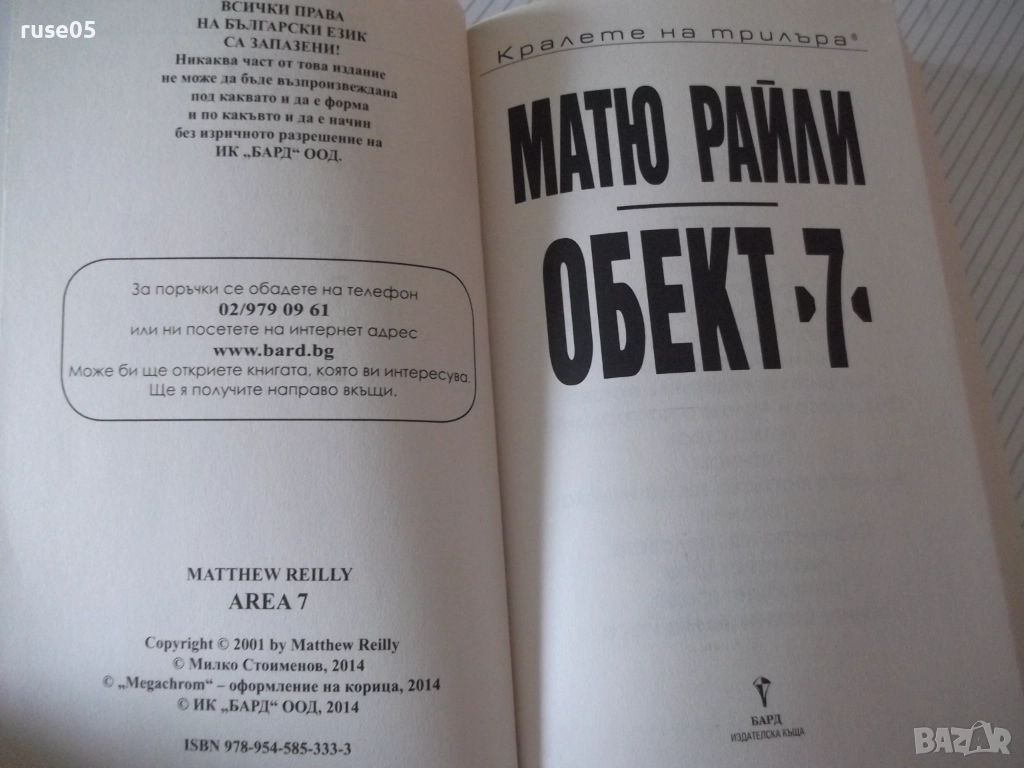 ruse05
ВСИЧКИ ПРАВА
НА БЪЛГАРСКИ ЕЗИК
СА ЗАПАЗЕНИ!
Никаква част от това издание
не може да бъде възпроизвеждана
под каквато и да е форма
и по какъвто и да е начин
без изричното разрешение на
ИК „БАРД“ ООД.
За поръчки се обадете на телефон
02/979 09 61
или ни посетете на интернет адрес
www.bard.bg
Може би ще откриете книгата, която ви интересува.
Ще я получите направо вкъщи.
MATTHEW REILLY
AREA 7
Copyright © 2001 by Matthew Reilly
© Милко Стоименов, 2014
© „Megachrom“ – оформление на корица, 2014
© ИК „БАРД“ ООД, 2014
ISBN 978-954-585-333-3
Кралете на трилъра®
МАТЮ РАЙЛИ
ОБЕКТ ›7‹
БАРД
ИЗДАТЕЛСКА КЪЩА
BAZAR